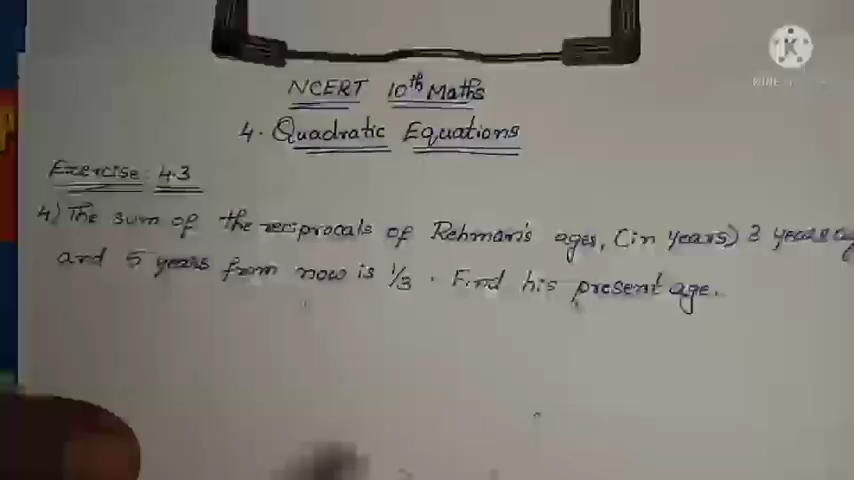 NCERT 10th Maths
4. Quadratic Equations
Exercise: 4.3
4) The sum of the reciprocals of Rehman's ages, (in years) 3 years ag
and 5 years from now is 1/3. Find his present age.
K